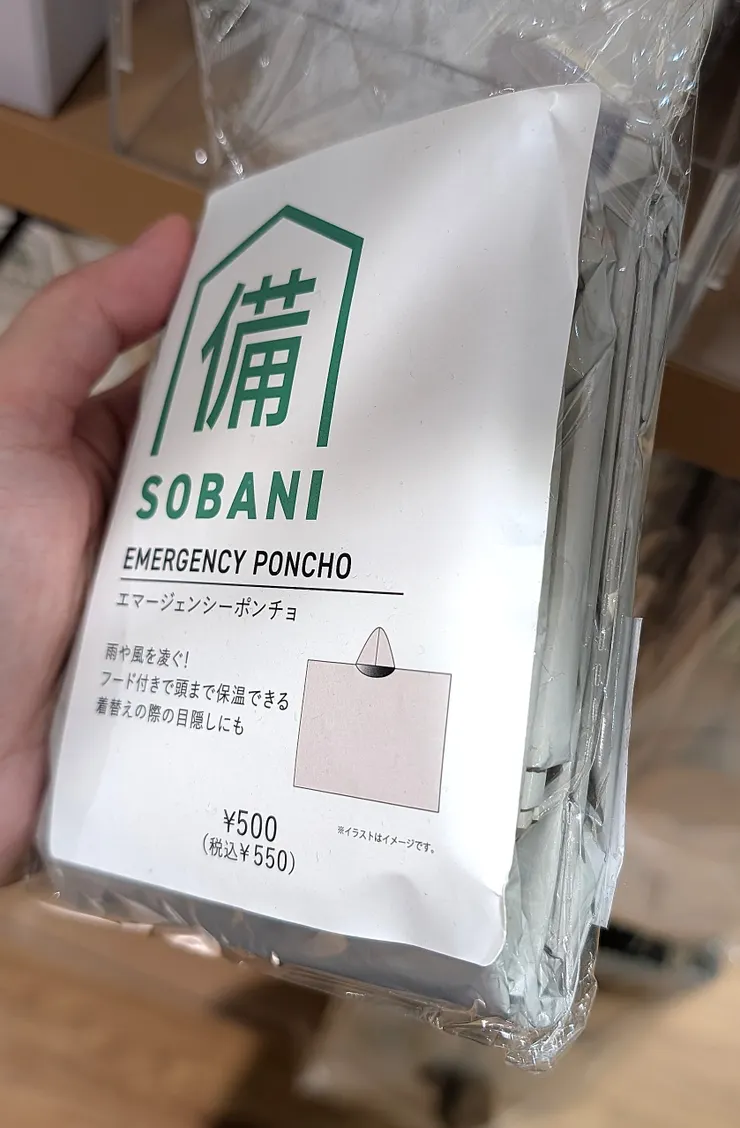 備
SOBANI
EMERGENCY PONCHO
エマージェンシーポンチョ
雨や風を凌ぐ!
フード付きで頭まで保温できる
着替えの際の目隠しにも
¥500
(税込¥550)
※イラストはイメージです。